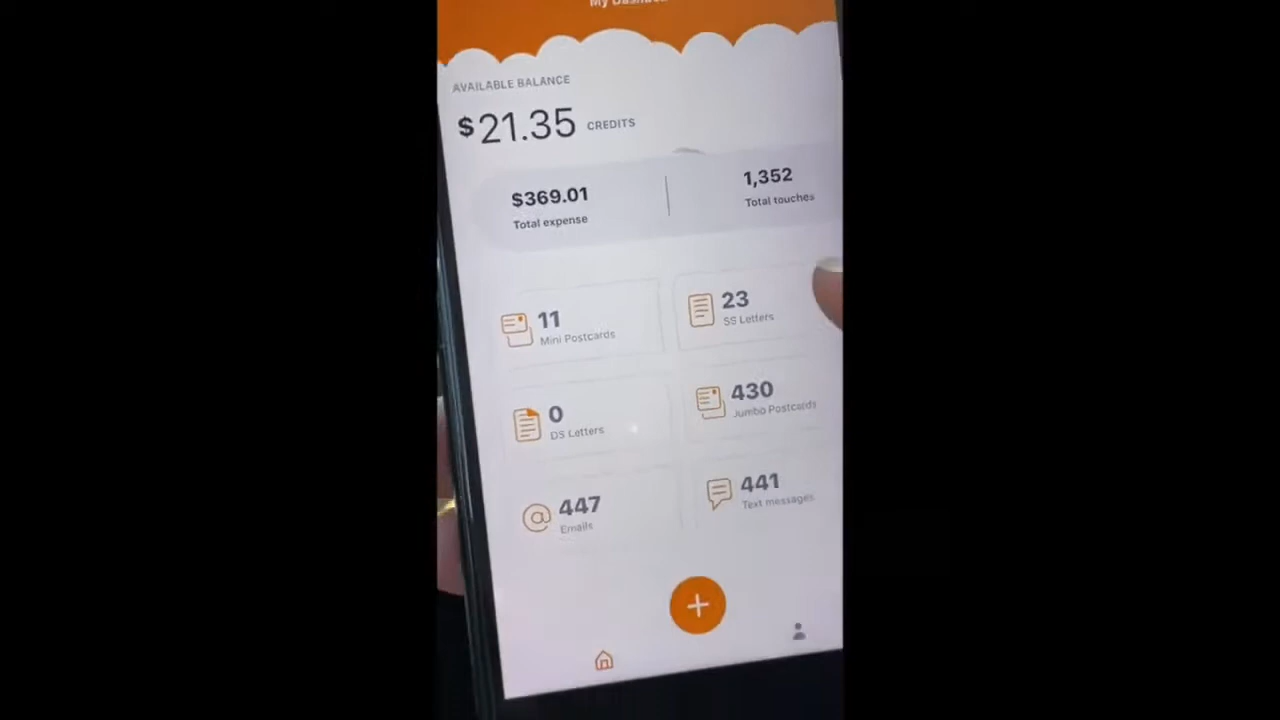 My
AVAILABLE BALANCE
$21.35 CREDITS
$369.01
Total expense
1,352
Total touches
11
Mini Postcards
23
SS Letters
0
DS Letters
430
Jumbo Postcards
447
Emails
441
Text messages